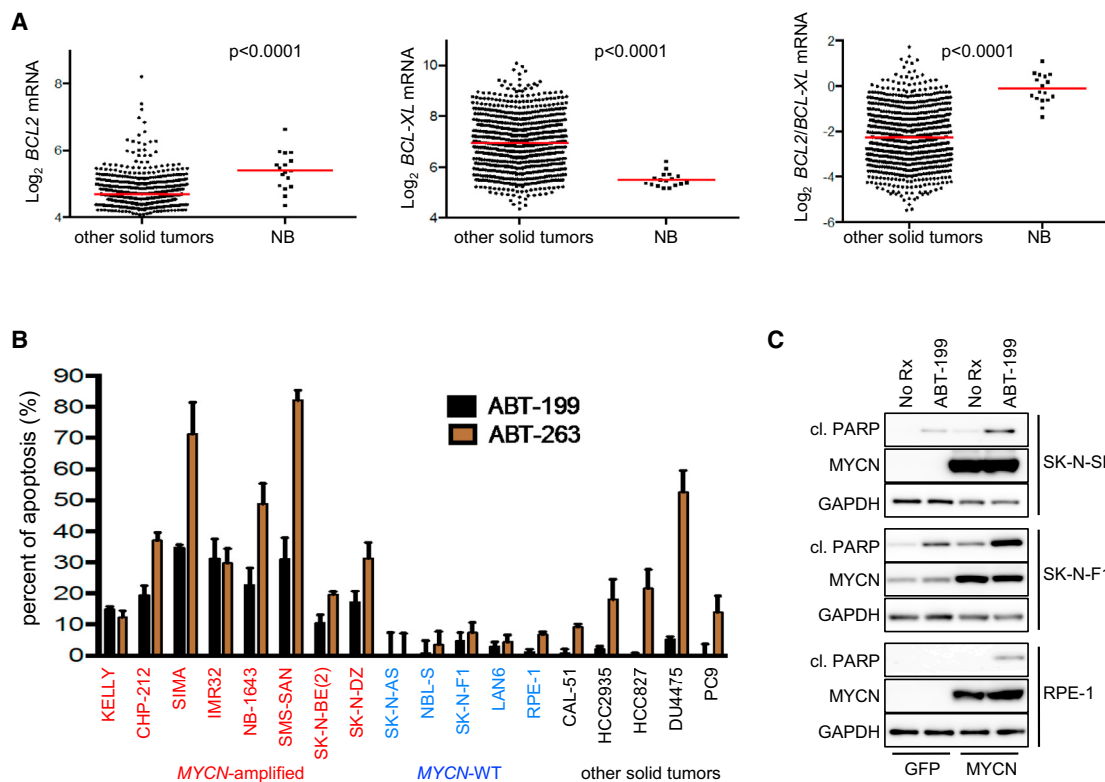 A
p<0.0001
Log2 BCL2 mRNA
8
6
4
other solid tumors
NB
p<0.0001
Log2 BCL-XL mRNA
10
8
6
4
other solid tumors
NB
p<0.0001
Log2 BCL2/BCL-XL mRNA
2
0
-2
-4
-6
other solid tumors
NB
B
percent of apoptosis (%)
90
80
70
60
50
40
30
20
10
0
ABT-199
ABT-263
KELLY
CHP-212
SIMA
IMR32
NB-1643
SMS-SAN
SK-N-BE(2)
SK-N-DZ
SK-N-AS
NBL-S
SK-N-F1
LAN6
RPE-1
CAL-51
HCC2935
HCC827
DU4475
PC9
MYCN-amplified
MYCN-WT
other solid tumors
C
No Rx
ABT-199
No Rx
ABT-199
cl. PARP
MYCN
GAPDH
cl. PARP
MYCN
SK-N-F1
GAPDH
cl. PARP
MYCN
RPE-1
GAPDH
GFP
MYCN